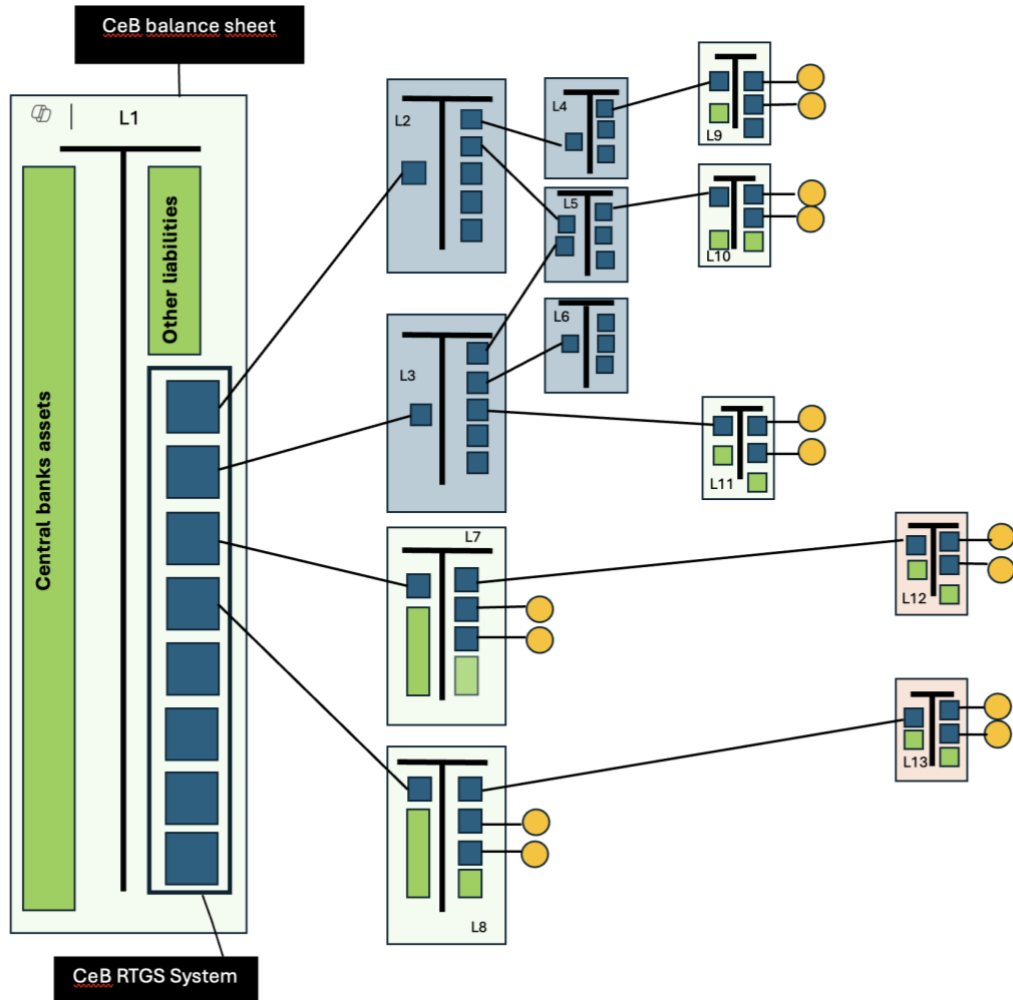 CeB balance sheet
L1
Other liabilities
Central banks assets
CeB RTGS System
L2
L3
L4
L5
L6
L7
L8
L9
L10
L11
L12
L13